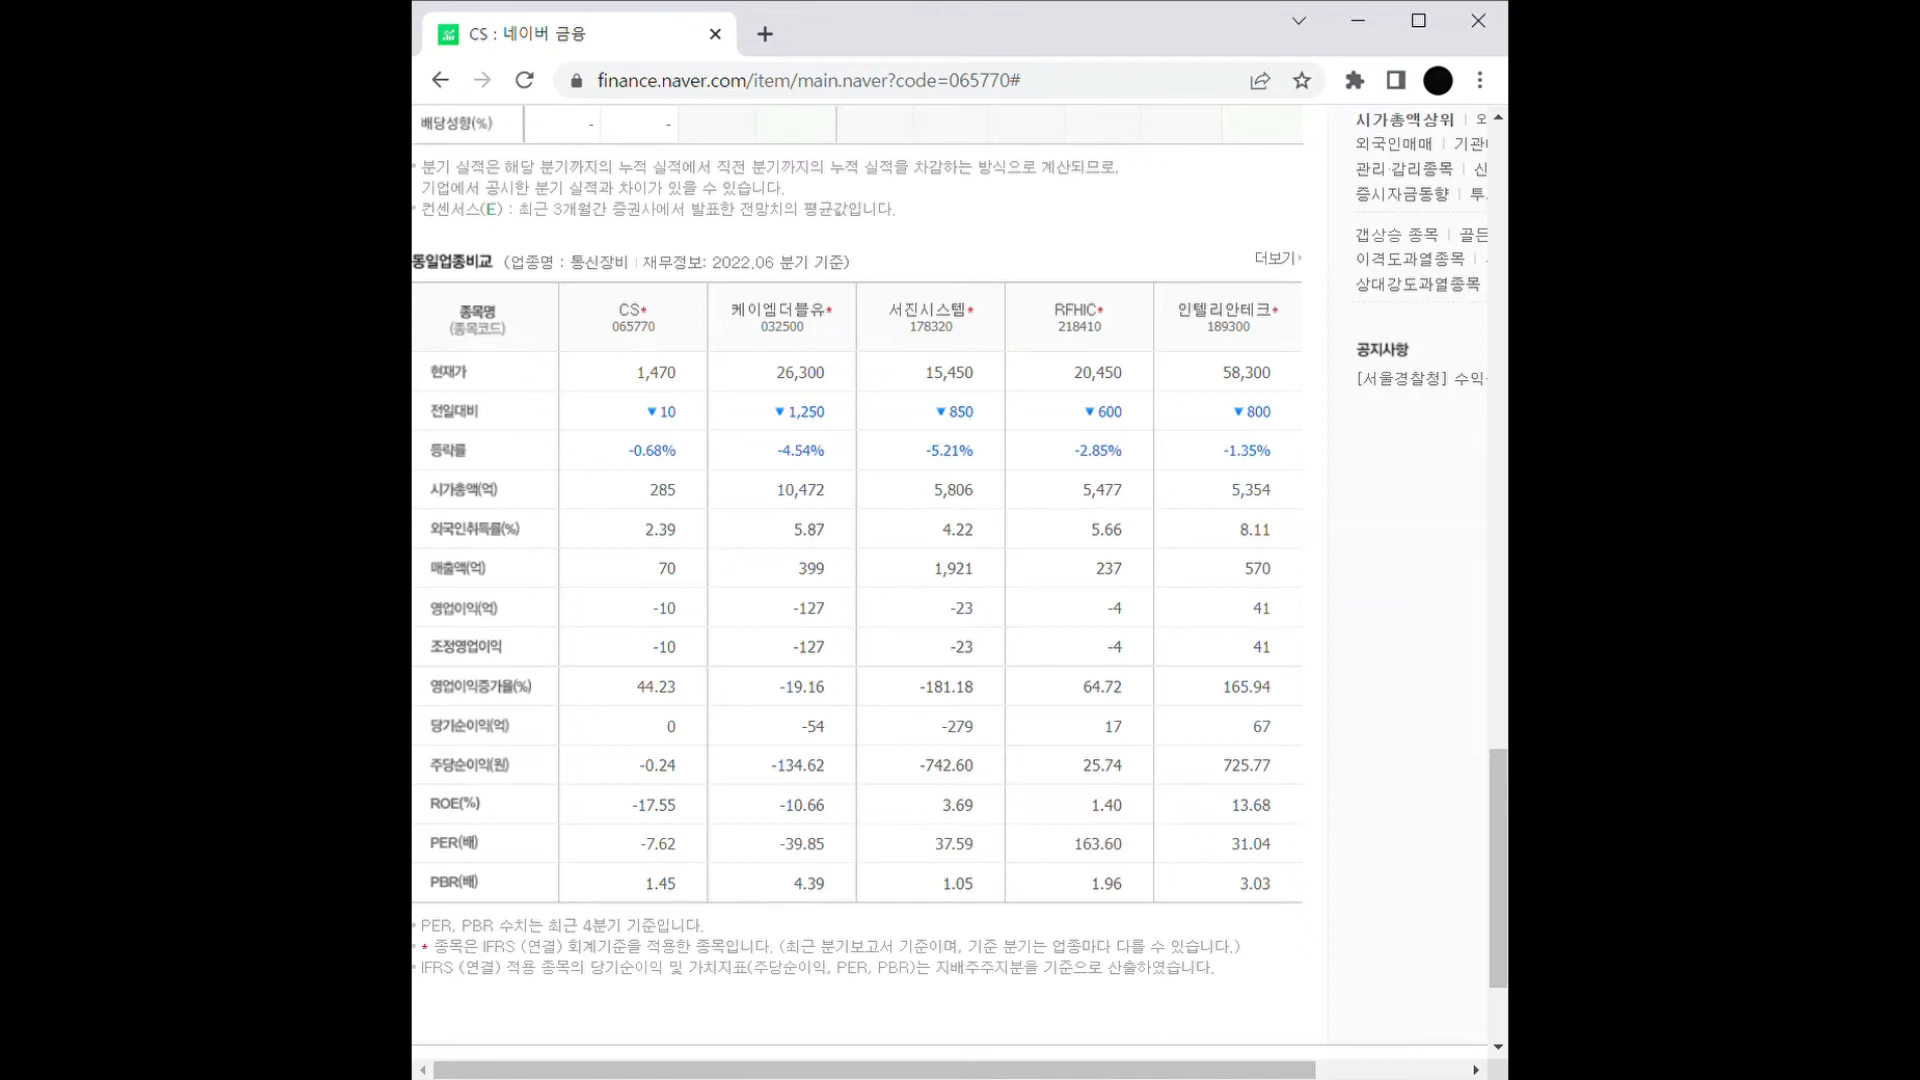 CS : 네이버 금융
finance.naver.com/item/main.naver?code=065770#
배당성향(%) - -
분기 실적은 해당 분기까지의 누적 실적에서 직전 분기까지의 누적 실적을 차감하는 방식으로 계산되므로,
기업에서 공시한 분기 실적과 차이가 있을 수 있습니다.
컨센서스(E) : 최근 3개월간 증권사에서 발표한 전망치의 평균값입니다.
동일업종비교 (업종명 : 통신장비 | 재무정보: 2022.06 분기 기준) 더보기
종목명 CS* 케이엠더블유* 서진시스템* RFHIC* 인텔리안테크*
(종목코드) 065770 032500 178320 218410 189300
현재가 1,470 26,300 15,450 20,450 58,300
전일대비 ▼10 ▼1,250 ▼850 ▼600 ▼800
등락률 -0.68% -4.54% -5.21% -2.85% -1.35%
시가총액(억) 285 10,472 5,806 5,477 5,354
외국인취득률(%) 2.39 5.87 4.22 5.66 8.11
매출액(억) 70 399 1,921 237 570
영업이익(억) -10 -127 -23 -4 41
조정영업이익 -10 -127 -23 -4 41
영업이익증가율(%) 44.23 -19.16 -181.18 64.72 165.94
당기순이익(억) 0 -54 -279 17 67
주당순이익(원) -0.24 -134.62 -742.60 25.74 725.77
ROE(%) -17.55 -10.66 3.69 1.40 13.68
PER(배) -7.62 -39.85 37.59 163.60 31.04
PBR(배) 1.45 4.39 1.05 1.96 3.03
PER, PBR 수치는 최근 4분기 기준입니다.
* 종목은 IFRS (연결) 회계기준을 적용한 종목입니다. (최근 분기보고서 기준이며, 기준 분기는 업종마다 다를 수 있습니다.)
IFRS (연결) 적용 종목의 당기순이익 및 가치지표(주당순이익, PER, PBR)는 지배주주지분을 기준으로 산출하였습니다.
시가총액상위
외국인매매 | 기관
관리·감리종목 | 신
증시자금동향 | 투
갭상승 종목 | 골든
이격도과열종목
상대강도과열종목
공지사항
[서울경찰청] 수익